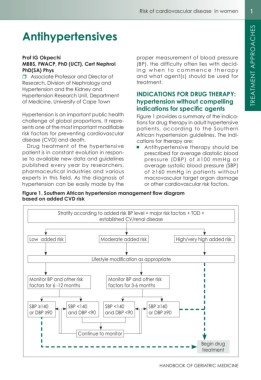 Risk of cardiovascular disease in women 1
TREATMENT APPROACHES
Antihypertensives
Prof IG Okpechi
MBBS, FWACP, PhD (UCT), Cert Nephrol
PhD(SA) Phys
Associate Professor and Director of
Research, Division of Nephrology and
Hypertension and the Kidney and
Hypertension Research Unit, Department
of Medicine, University of Cape Town
Hypertension is an important public health
challenge of global proportions. It repre-
sents one of the most important modifiable
risk factors for preventing cardiovascular
disease (CVD) and death.
Drug treatment of the hypertensive
patient is in constant evolution in respon-
se to available new data and guidelines
published every year by researchers,
pharmaceutical industries and various
experts in this field. As the diagnosis of
hypertension can be easily made by the
proper measurement of blood pressure
(BP), the difficulty often lies with decid-
ing when to commence therapy
and what agent(s) should be used for
treatment.
INDICATIONS FOR DRUG THERAPY:
hypertension without compelling
indications for specific agents
Figure 1 provides a summary of the indica-
tions for drug therapy in adult hypertensive
patients, according to the Southern
African hypertension guidelines. The indi-
cations for therapy are:
Antihypertensive therapy should be
prescribed for average diastolic blood
pressure (DBP) of ≥100 mmHg or
average systolic blood pressure (SBP)
of ≥160 mmHg in patients without
macrovascular target organ damage
or other cardiovascular risk factors.
Figure 1. Southern African hypertension management flow diagram
based on added CVD risk
Stratify according to added risk BP level + major risk factors + TOD +
established CV/renal disease
Low added risk
Moderate added risk
High/very high added risk
Lifestyle modification as appropriate
Monitor BP and other risk
factors for 6-12 months
Monitor BP and other risk
factors for 3-6 months
SBP ≥140
or DBP ≥90
SBP <140
and DBP <90
SBP <140
and DBP <90
SBP ≥140
or DBP ≥90
Continue to monitor
Begin drug
treatment
HANDBOOK OF GERIATRIC MEDICINE